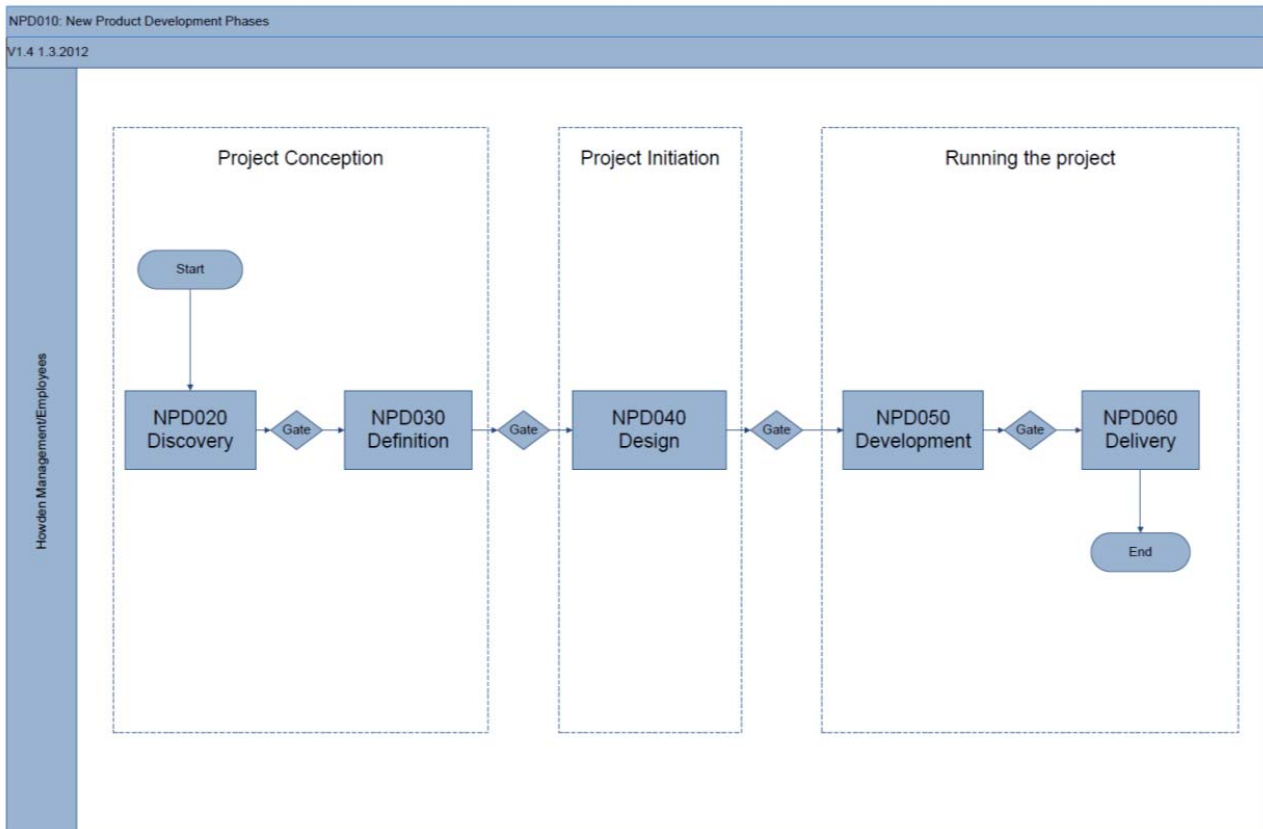 NPD010: New Product Development Phases
V1.4 1.3.2012
Howden Management/Employees
Project Conception
Project Initiation
Running the project
Start
NPD020
Discovery
Gate
NPD030
Definition
Gate
NPD040
Design
Gate
NPD050
Development
Gate
NPD060
Delivery
End